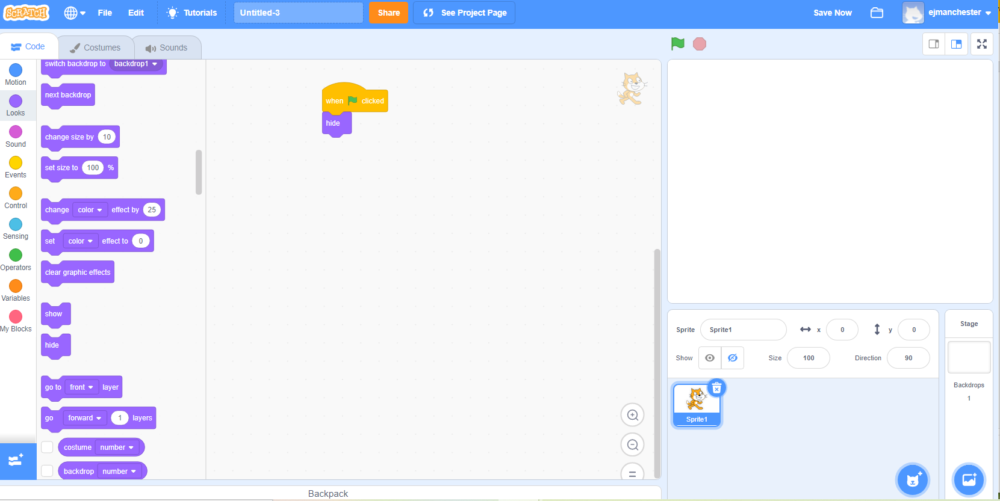 SCRATCH File Edit Tutorials Untitled-3 Share See Project Page Save Now ejmanchester
Code Costumes Sounds
Motion
Looks
Sound
Events
Control
Sensing
Operators
Variables
My Blocks
switch backdrop to backdrop1
next backdrop
change size by 10
set size to 100 %
change color effect by 25
set color effect to 0
clear graphic effects
show
hide
go to front layer
go forward 1 layers
costume number
backdrop number
when clicked
hide
Backpack
Sprite Sprite1 x 0 y 0
Show Size 100 Direction 90
Sprite1
Stage
Backdrops
1